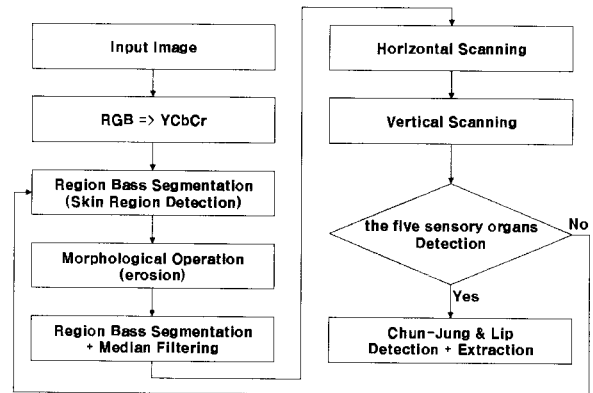 Input Image
RGB => YCbCr
Region Bass Segmentation
(Skin Region Detection)
Morphological Operation
(erosion)
Region Bass Segmentation
+ Median Filtering
Horizontal Scanning
Vertical Scanning
the five sensory organs
Detection
No
Yes
Chun-Jung & Lip
Detection + Extraction